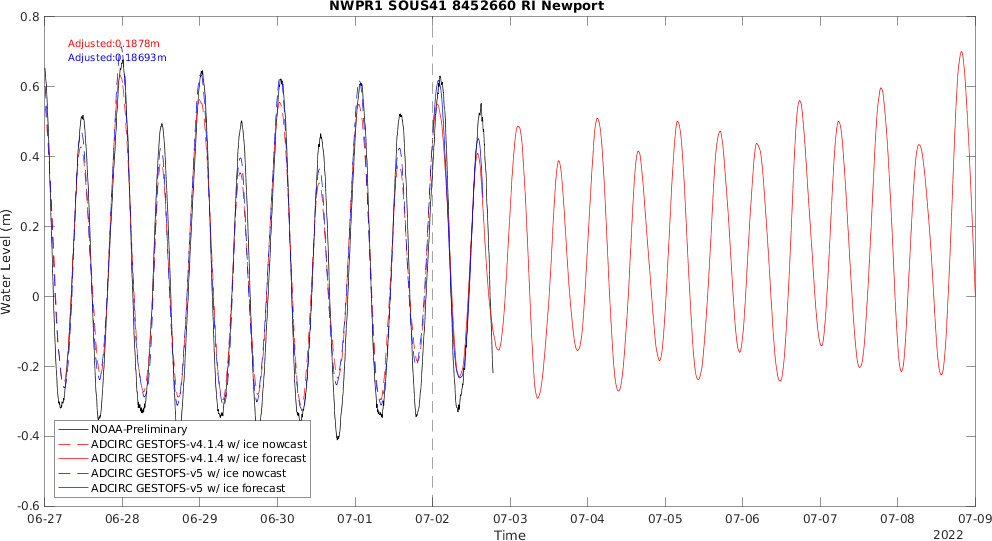 NWPR1 SOUS41 8452660 RI Newport
Adjusted:0.1878m
Adjusted:0.18693m
0.8
0.6
0.4
0.2
0
-0.2
-0.4
-0.6
Water Level (m)
NOAA-Preliminary
ADCIRC GESTOFS-v4.1.4 w/ ice nowcast
ADCIRC GESTOFS-v4.1.4 w/ ice forecast
ADCIRC GESTOFS-v5 w/ ice nowcast
ADCIRC GESTOFS-v5 w/ ice forecast
06-27 06-28 06-29 06-30 07-01 07-02 07-03 07-04 07-05 07-06 07-07 07-08 07-09
Time
2022